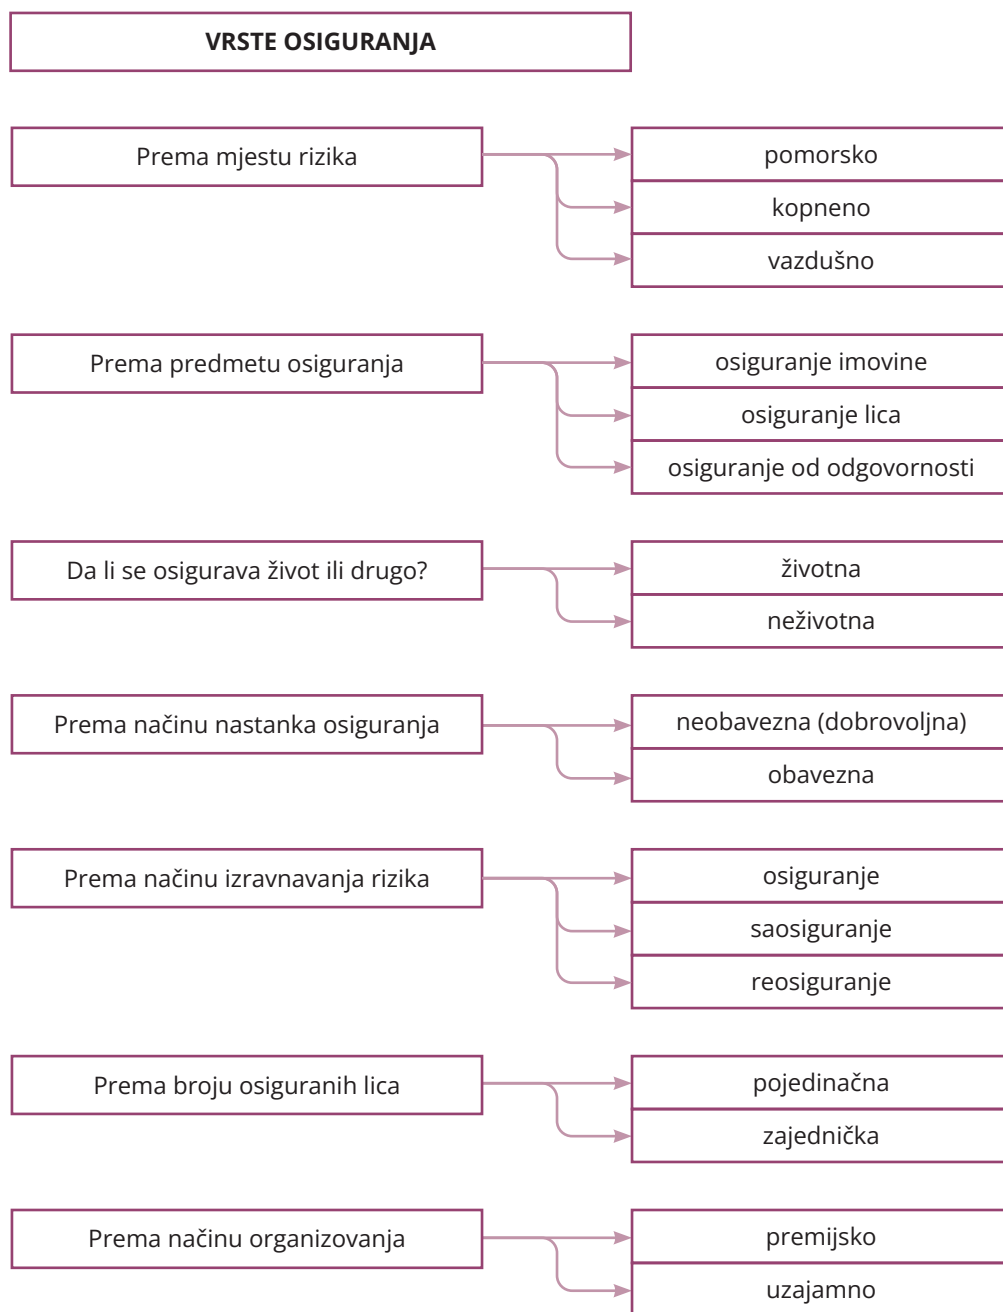 VRSTE OSIGURANJA
Prema mjestu rizika
pomorsko
kopneno
vazdušno
Prema predmetu osiguranja
osiguranje imovine
osiguranje lica
osiguranje od odgovornosti
Da li se osigurava život ili drugo?
životna
neživotna
Prema načinu nastanka osiguranja
neobavezna (dobrovoljna)
obavezna
Prema načinu izravnavanja rizika
osiguranje
saosiguranje
reosiguranje
Prema broju osiguranih lica
pojedinačna
zajednička
Prema načinu organizovanja
premijsko
uzajamno